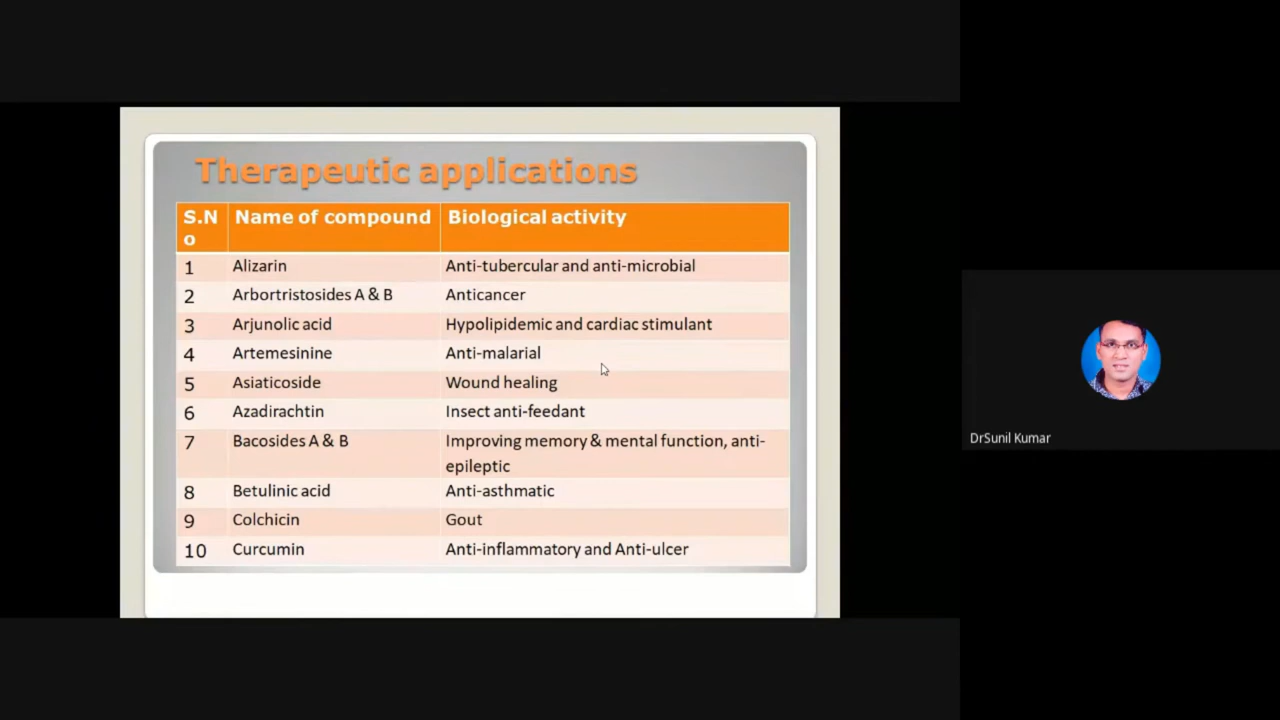 Therapeutic applications
S.N
o
Name of compound
Biological activity
1 Alizarin Anti-tubercular and anti-microbial
2 Arbortristosides A & B Anticancer
3 Arjunolic acid Hypolipidemic and cardiac stimulant
4 Artemesinine Anti-malarial
5 Asiaticoside Wound healing
6 Azadirachtin Insect anti-feedant
7 Bacosides A & B Improving memory & mental function, anti-
epileptic
8 Betulinic acid Anti-asthmatic
9 Colchicin Gout
10 Curcumin Anti-inflammatory and Anti-ulcer
DrSunil Kumar